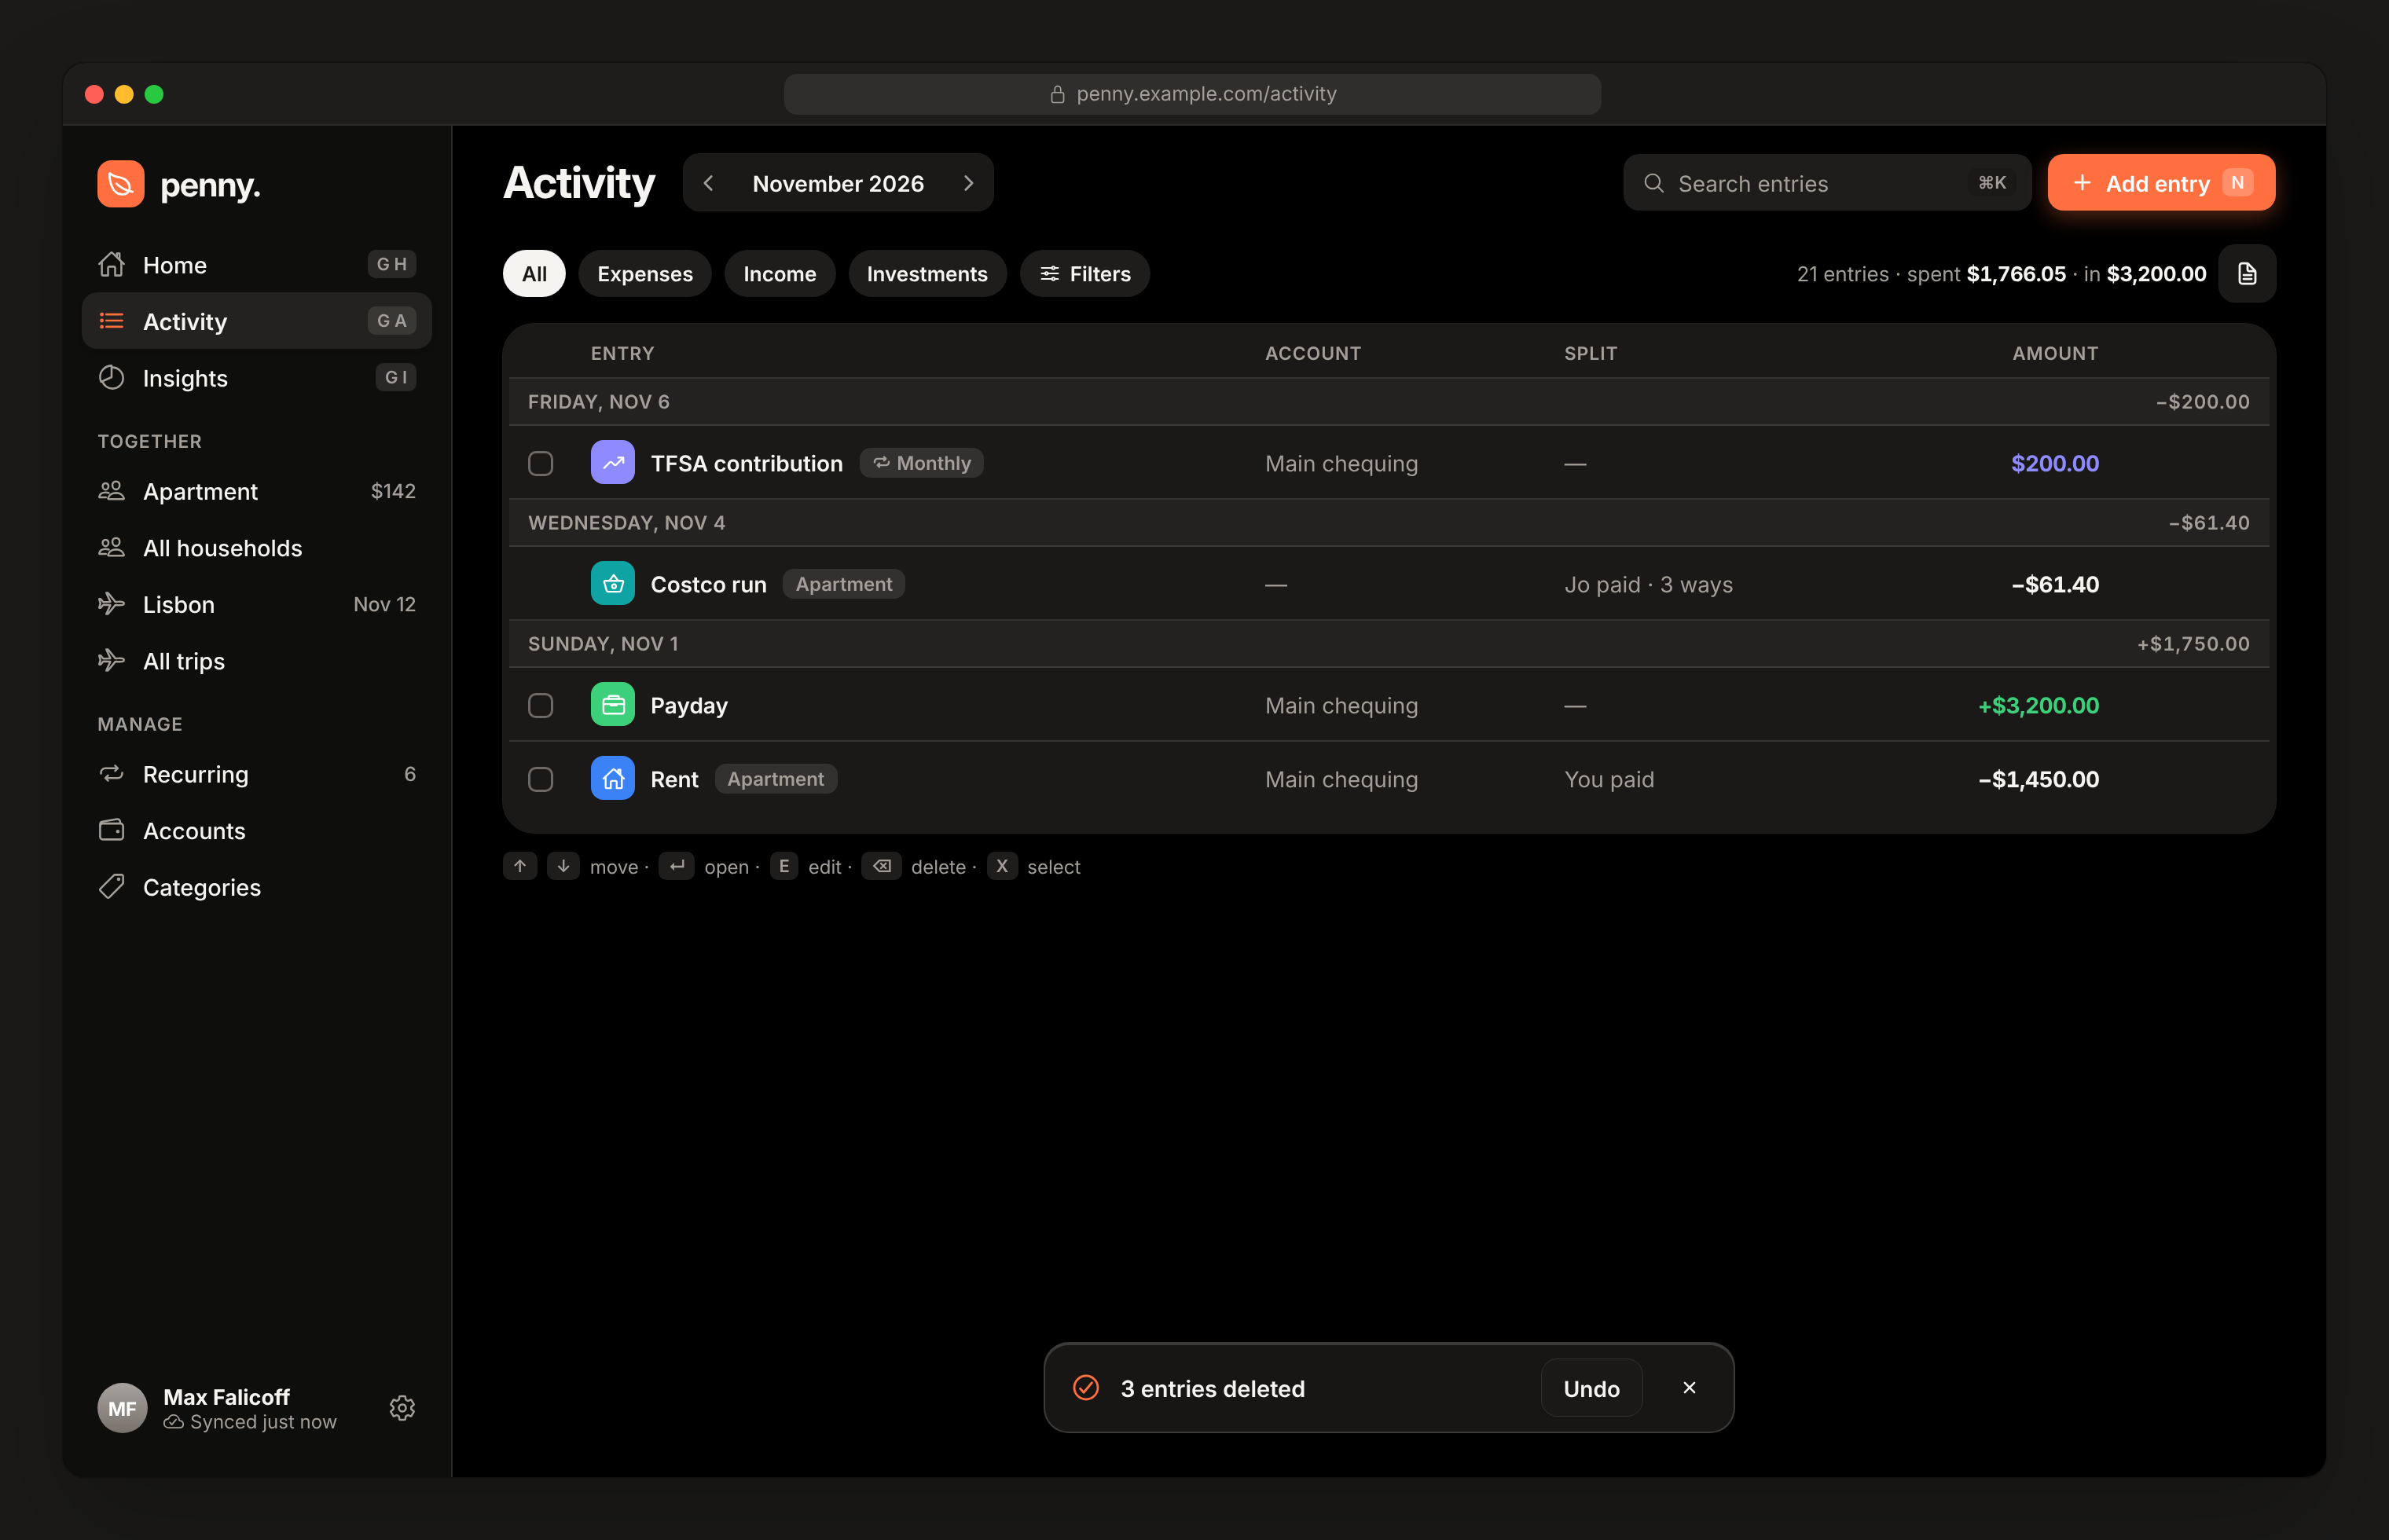 penny.example.com/activity
penny.
Home G H
Activity G A
Insights G I
TOGETHER
Apartment $142
All households
Lisbon Nov 12
All trips
MANAGE
Recurring 6
Accounts
Categories
MF Max Falicoff
Synced just now
Activity November 2026 Search entries ⌘K + Add entry N
All Expenses Income Investments Filters 21 entries · spent $1,766.05 · in $3,200.00
ENTRY ACCOUNT SPLIT AMOUNT
FRIDAY, NOV 6 −$200.00
TFSA contribution Monthly Main chequing — $200.00
WEDNESDAY, NOV 4 −$61.40
Costco run Apartment — Jo paid · 3 ways −$61.40
SUNDAY, NOV 1 +$1,750.00
Payday Main chequing — +$3,200.00
Rent Apartment Main chequing You paid −$1,450.00
↑ ↓ move · ↵ open · E edit · ⌫ delete · X select
3 entries deleted Undo ×